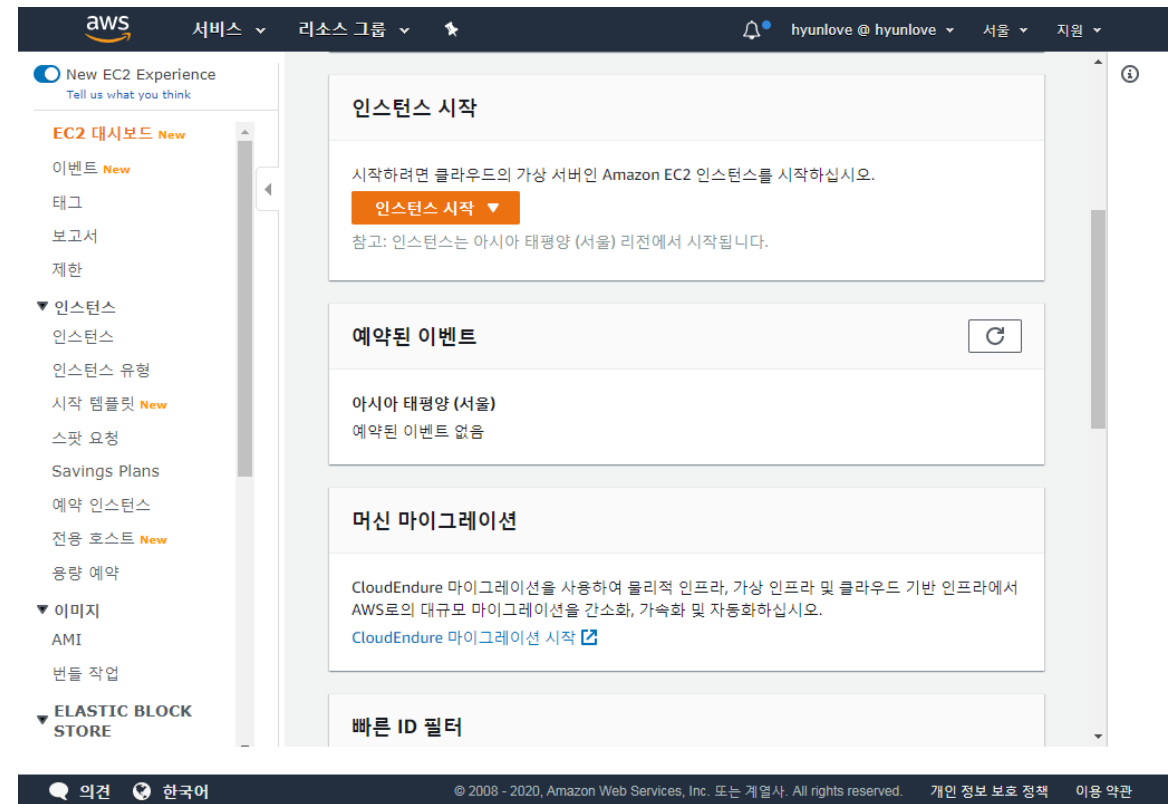 aws
서비스
리소스 그룹
hyunlove @ hyunlove
서울
지원
New EC2 Experience
Tell us what you think
EC2 대시보드 New
이벤트 New
태그
보고서
제한
인스턴스
인스턴스
인스턴스 유형
시작 템플릿 New
스팟 요청
Savings Plans
예약 인스턴스
전용 호스트 New
용량 예약
이미지
AMI
번들 작업
ELASTIC BLOCK
STORE
인스턴스 시작
시작하려면 클라우드의 가상 서버인 Amazon EC2 인스턴스를 시작하십시오.
인스턴스 시작
참고: 인스턴스는 아시아 태평양 (서울) 리전에서 시작됩니다.
예약된 이벤트
아시아 태평양 (서울)
예약된 이벤트 없음
머신 마이그레이션
CloudEndure 마이그레이션을 사용하여 물리적 인프라, 가상 인프라 및 클라우드 기반 인프라에서
AWS로의 대규모 마이그레이션을 간소화, 가속화 및 자동화하십시오.
CloudEndure 마이그레이션 시작
빠른 ID 필터
의견
한국어
© 2008 - 2020, Amazon Web Services, Inc. 또는 계열사. All rights reserved.
개인 정보 보호 정책
이용 약관